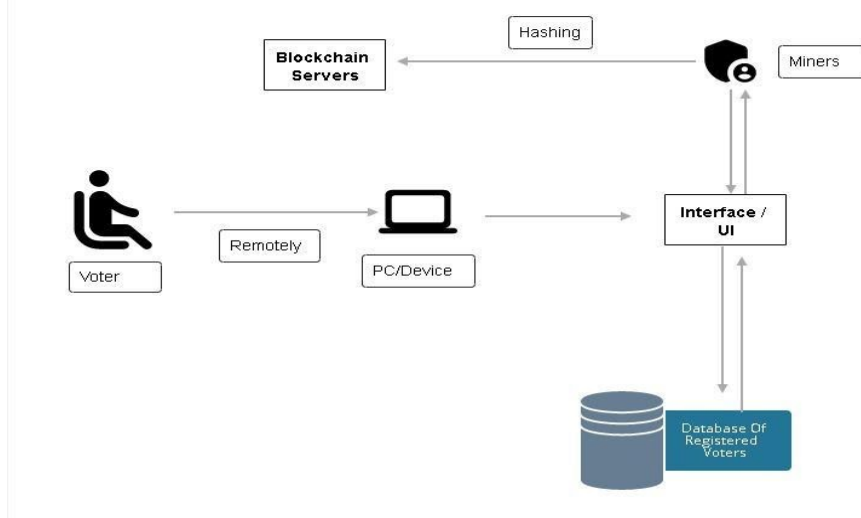 Hashing
Blockchain
Servers
Miners
Interface /
UI
Remotely
Voter
PC/Device
Database Of
Registered
Voters